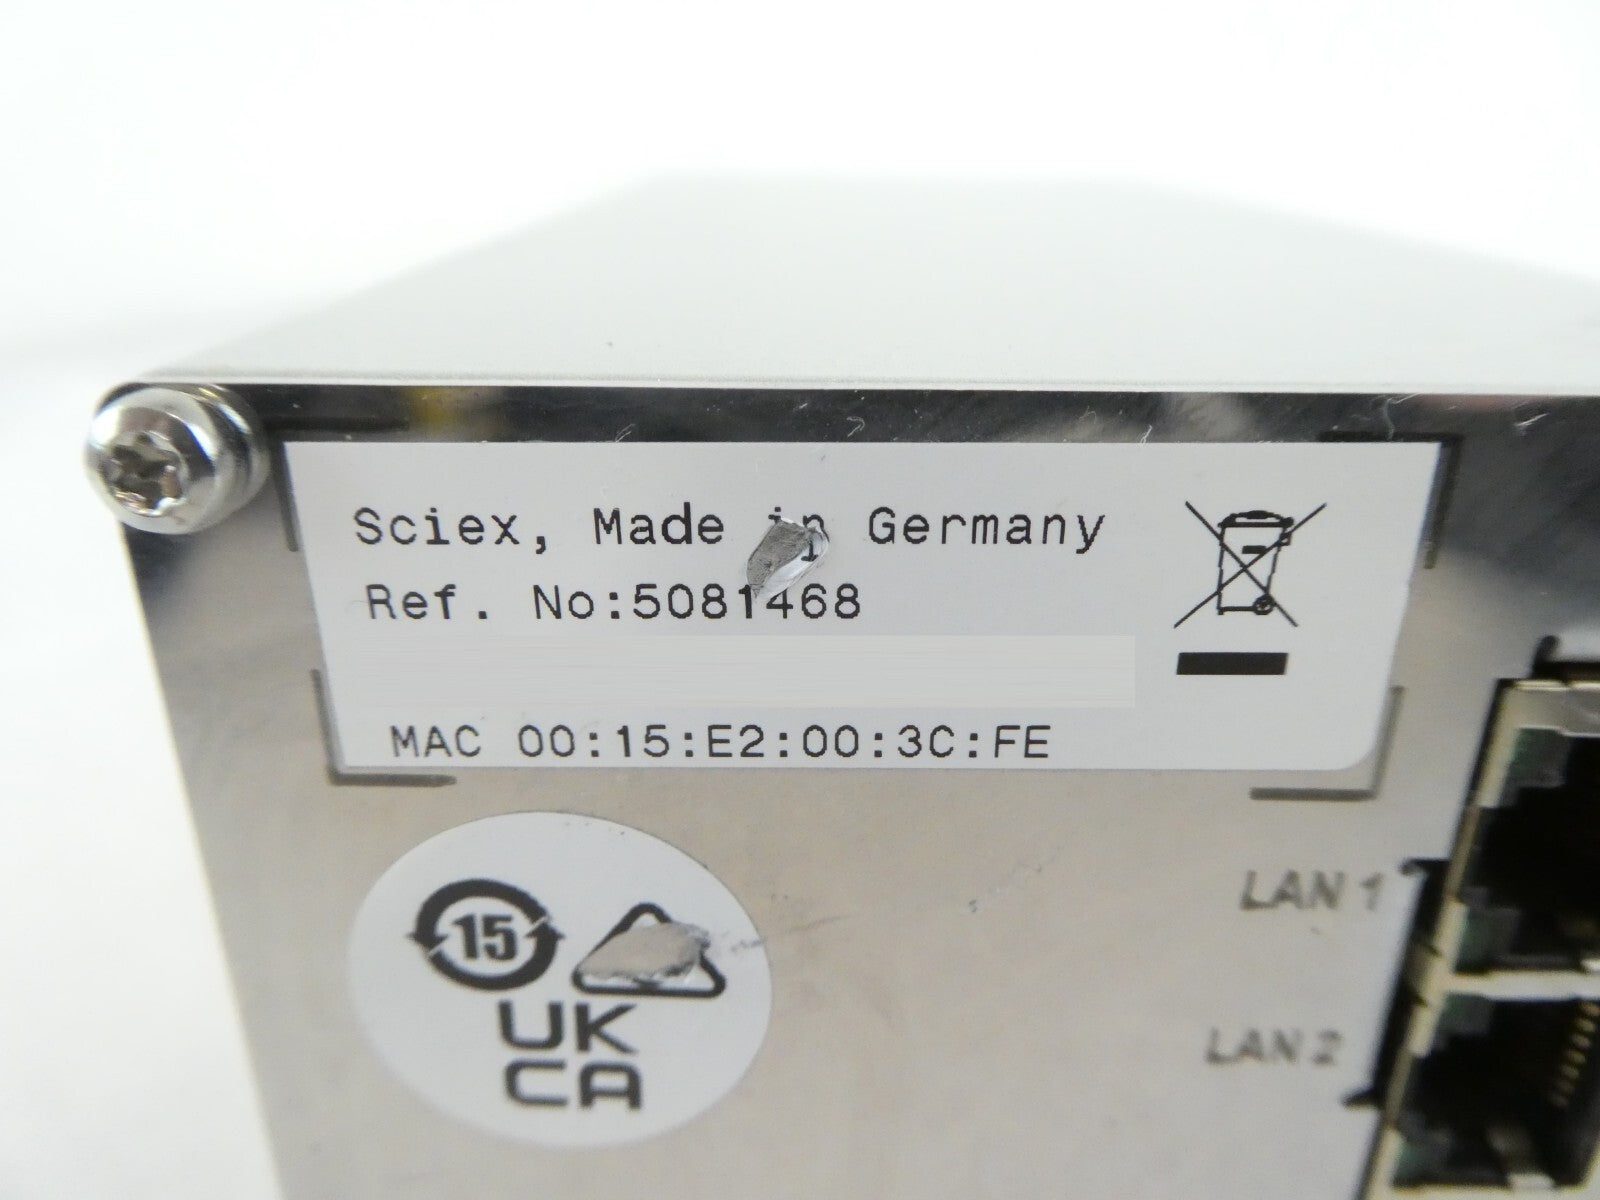 Sciex, Made in Germany
Ref. No:5081468
MAC 00:15:E2:00:3C:FE
LAN 1
15
UK
CA
LAN 2